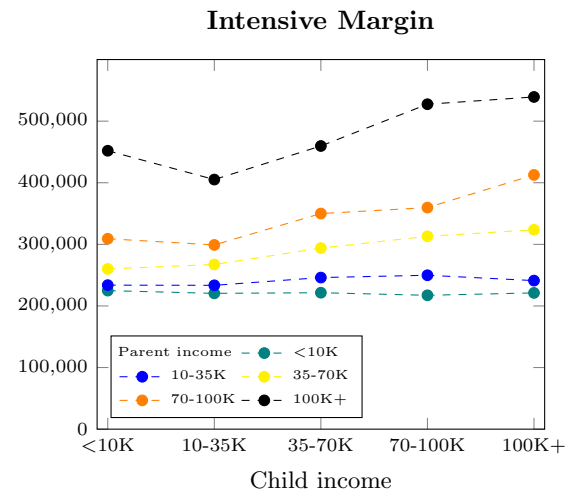 Intensive Margin
500,000
400,000
300,000
200,000
100,000
0
Parent income <10K
10-35K 35-70K
70-100K 100K+
<10K 10-35K 35-70K 70-100K 100K+
Child income